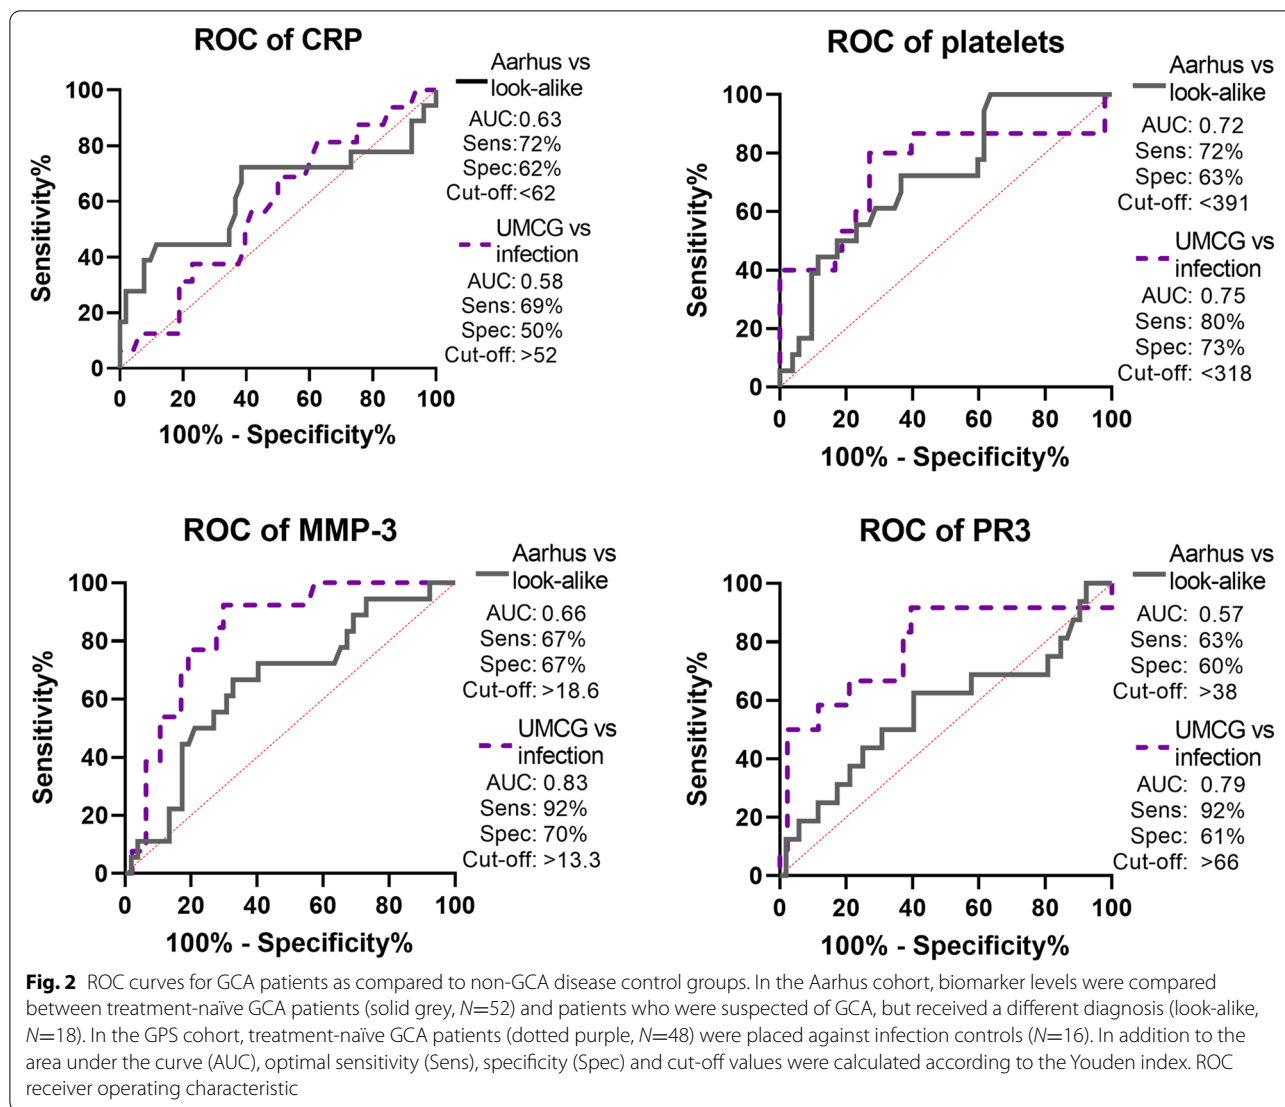 ROC of CRP
Aarhus vs
look-alike
AUC: 0.63
Sens: 72%
Spec: 62%
Cut-off: <62
UMCG vs
infection
AUC: 0.58
Sens: 69%
Spec: 50%
Cut-off: >52
Sensitivity%
100
80
60
40
20
0
0 20 40 60 80 100
100% - Specificity%
ROC of platelets
Aarhus vs
look-alike
AUC: 0.72
Sens: 72%
Spec: 63%
Cut-off: <391
UMCG vs
infection
AUC: 0.75
Sens: 80%
Spec: 73%
Cut-off: <318
Sensitivity%
100
80
60
40
20
0
0 20 40 60 80 100
100% - Specificity%
ROC of MMP-3
Aarhus vs
look-alike
AUC: 0.66
Sens: 67%
Spec: 67%
Cut-off: >18.6
UMCG vs
infection
AUC: 0.83
Sens: 92%
Spec: 70%
Cut-off: >13.3
Sensitivity%
100
80
60
40
20
0
0 20 40 60 80 100
100% - Specificity%
ROC of PR3
Aarhus vs
look-alike
AUC: 0.57
Sens: 63%
Spec: 60%
Cut-off: >38
UMCG vs
infection
AUC: 0.79
Sens: 92%
Spec: 61%
Cut-off: >66
Sensitivity%
100
80
60
40
20
0
0 20 40 60 80 100
100% - Specificity%
Fig. 2 ROC curves for GCA patients as compared to non-GCA disease control groups. In the Aarhus cohort, biomarker levels were compared
between treatment-naïve GCA patients (solid grey, N=52) and patients who were suspected of GCA, but received a different diagnosis (look-alike,
N=18). In the GPS cohort, treatment-naïve GCA patients (dotted purple, N=48) were placed against infection controls (N=16). In addition to the
area under the curve (AUC), optimal sensitivity (Sens), specificity (Spec) and cut-off values were calculated according to the Youden index. ROC
receiver operating characteristic